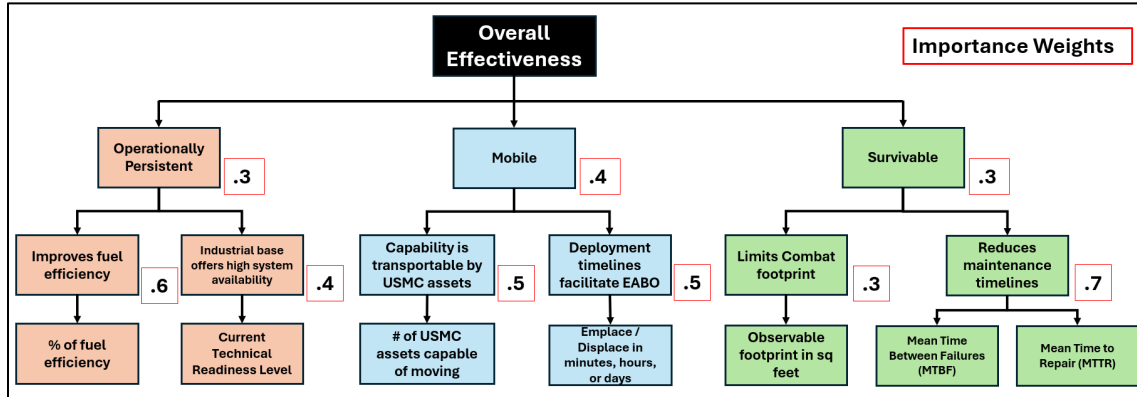 Overall
Effectiveness
Importance Weights
Operationally
Persistent
.3
Mobile
.4
Survivable
.3
Improves fuel
efficiency
.6
Industrial base
offers high system
availability
.4
Capability is
transportable by
USMC assets
.5
Deployment
timelines
facilitate EABO
.5
Limits Combat
footprint
.3
Reduces
maintenance
timelines
.7
% of fuel
efficiency
Current
Technical
Readiness Level
# of USMC
assets capable
of moving
Emplace /
Displace in
minutes, hours,
or days
Observable
footprint in sq
feet
Mean Time
Between Failures
(MTBF)
Mean Time to
Repair (MTTR)